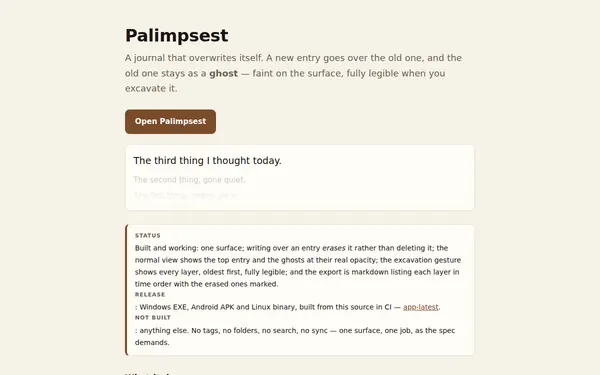 Palimpsest
A journal that overwrites itself. A new entry goes over the old one, and the
old one stays as a ghost — faint on the surface, fully legible when you
excavate it.
Open Palimpsest
The third thing I thought today.
The second thing, gone quiet.
STATUS
Built and working: one surface; writing over an entry erases it rather than deleting it; the
normal view shows the top entry and the ghosts at their real opacity; the excavation gesture
shows every layer, oldest first, fully legible; and the export is markdown listing each layer in
time order with the erased ones marked.
RELEASE
: Windows EXE, Android APK and Linux binary, built from this source in CI — app-latest.
NOT BUILT
: anything else. No tags, no folders, no search, no sync — one surface, one job, as the spec
demands.